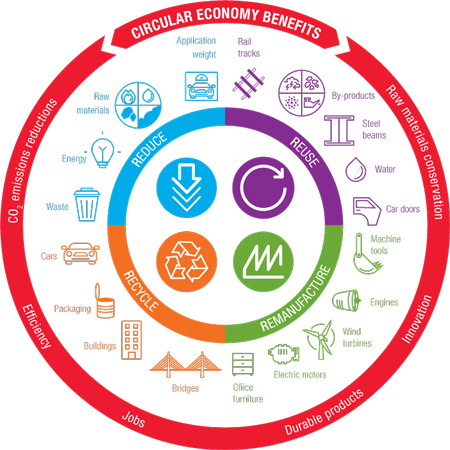 CIRCULAR ECONOMY BENEFITS
Application
weight
Rail
tracks
Raw
materials
By-products
Steel
beams
Energy
Water
Waste
Car doors
Cars
Machine
tools
Packaging
Engines
Buildings
Wind
turbines
Bridges
Office
furniture
Electric motors
REDUCE
REUSE
RECYCLE
REMANUFACTURE
CO2 emissions reductions
Raw materials conservation
Efficiency
Innovation
Jobs
Durable products